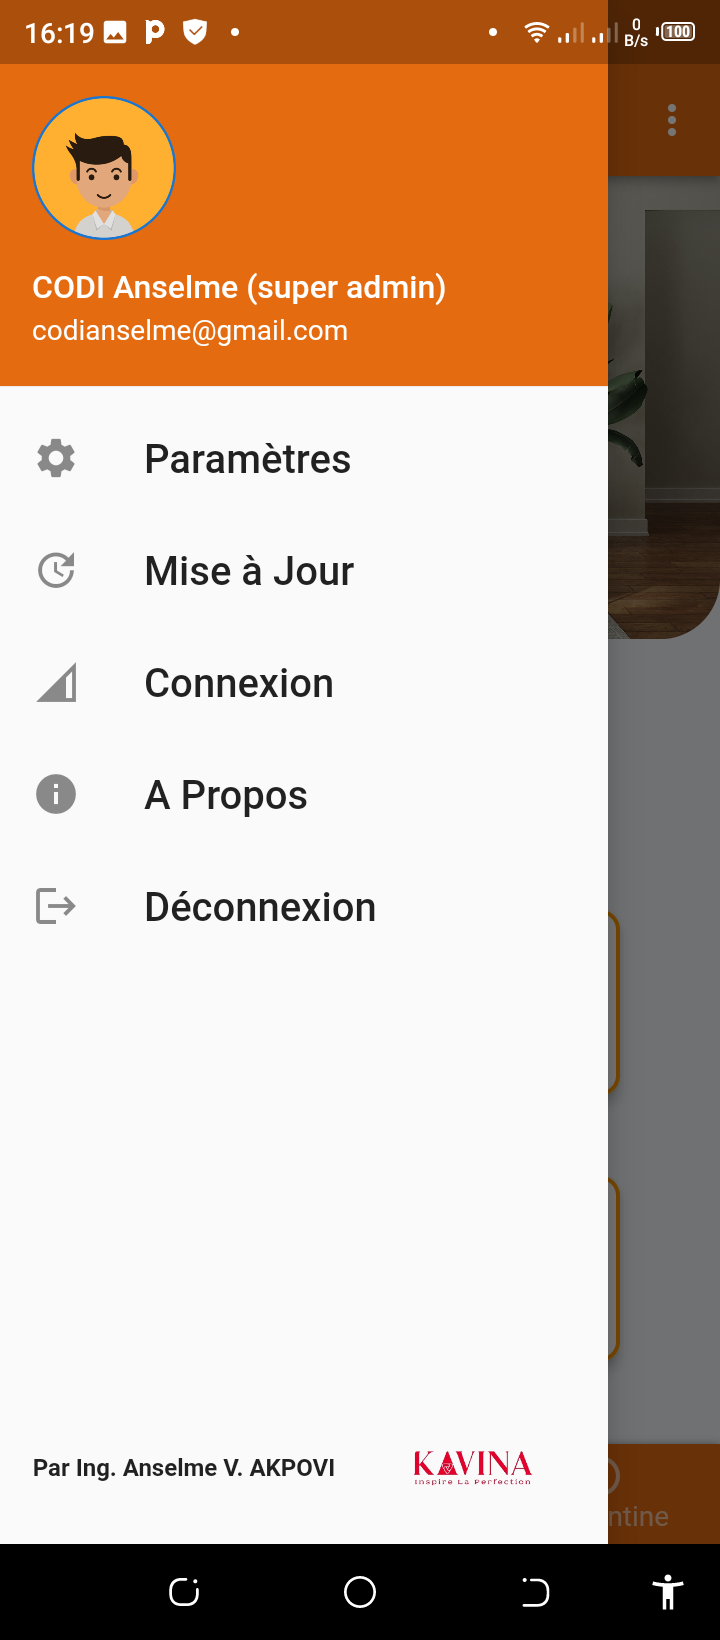 16:19
0
B/s
100
CODI Anselme (super admin)
codianselme@gmail.com
Paramètres
Mise à Jour
Connexion
A Propos
Déconnexion
Par Ing. Anselme V. AKPOVI
KAVINA
Inspire La Perfection
ntine